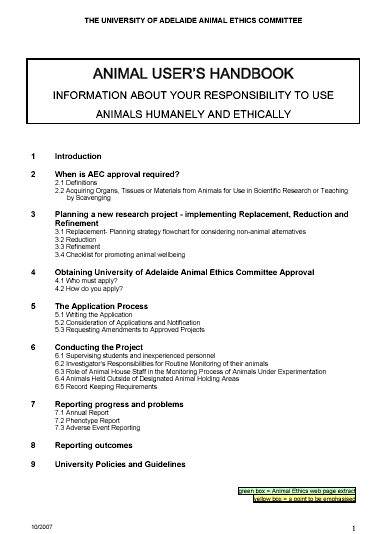 THE UNIVERSITY OF ADELAIDE ANIMAL ETHICS COMMITTEE
ANIMAL USER'S HANDBOOK
INFORMATION ABOUT YOUR RESPONSIBILITY TO USE
ANIMALS HUMANELY AND ETHICALLY
1 Introduction
2 When is AEC approval required?
2.1 Definitions
2.2 Acquiring Organs, Tissues or Materials from Animals for Use in Scientific Research or Teaching
by Scavenging
3 Planning a new research project - implementing Replacement, Reduction and
Refinement
3.1 Replacement- Planning strategy flowchart for considering non-animal alternatives
3.2 Reduction
3.3 Refinement
3.4 Checklist for promoting animal wellbeing
4 Obtaining University of Adelaide Animal Ethics Committee Approval
4.1 Who must apply?
4.2 How do you apply?
5 The Application Process
5.1 Writing the Application
5.2 Consideration of Applications and Notification
5.3 Requesting Amendments to Approved Projects
6 Conducting the Project
6.1 Supervising students and inexperienced personnel
6.2 Investigator's Responsibilities for Routine Monitoring of their animals
6.3 Role of Animal House Staff in the Monitoring Process of Animals Under Experimentation
6.4 Animals Held Outside of Designated Animal Holding Areas
6.5 Record Keeping Requirements
7 Reporting progress and problems
7.1 Annual Report
7.2 Phenotype Report
7.3 Adverse Event Reporting
8 Reporting outcomes
9 University Policies and Guidelines
green box = Animal Ethics web page extract
yellow box = a point to be emphasised
10/2007 1